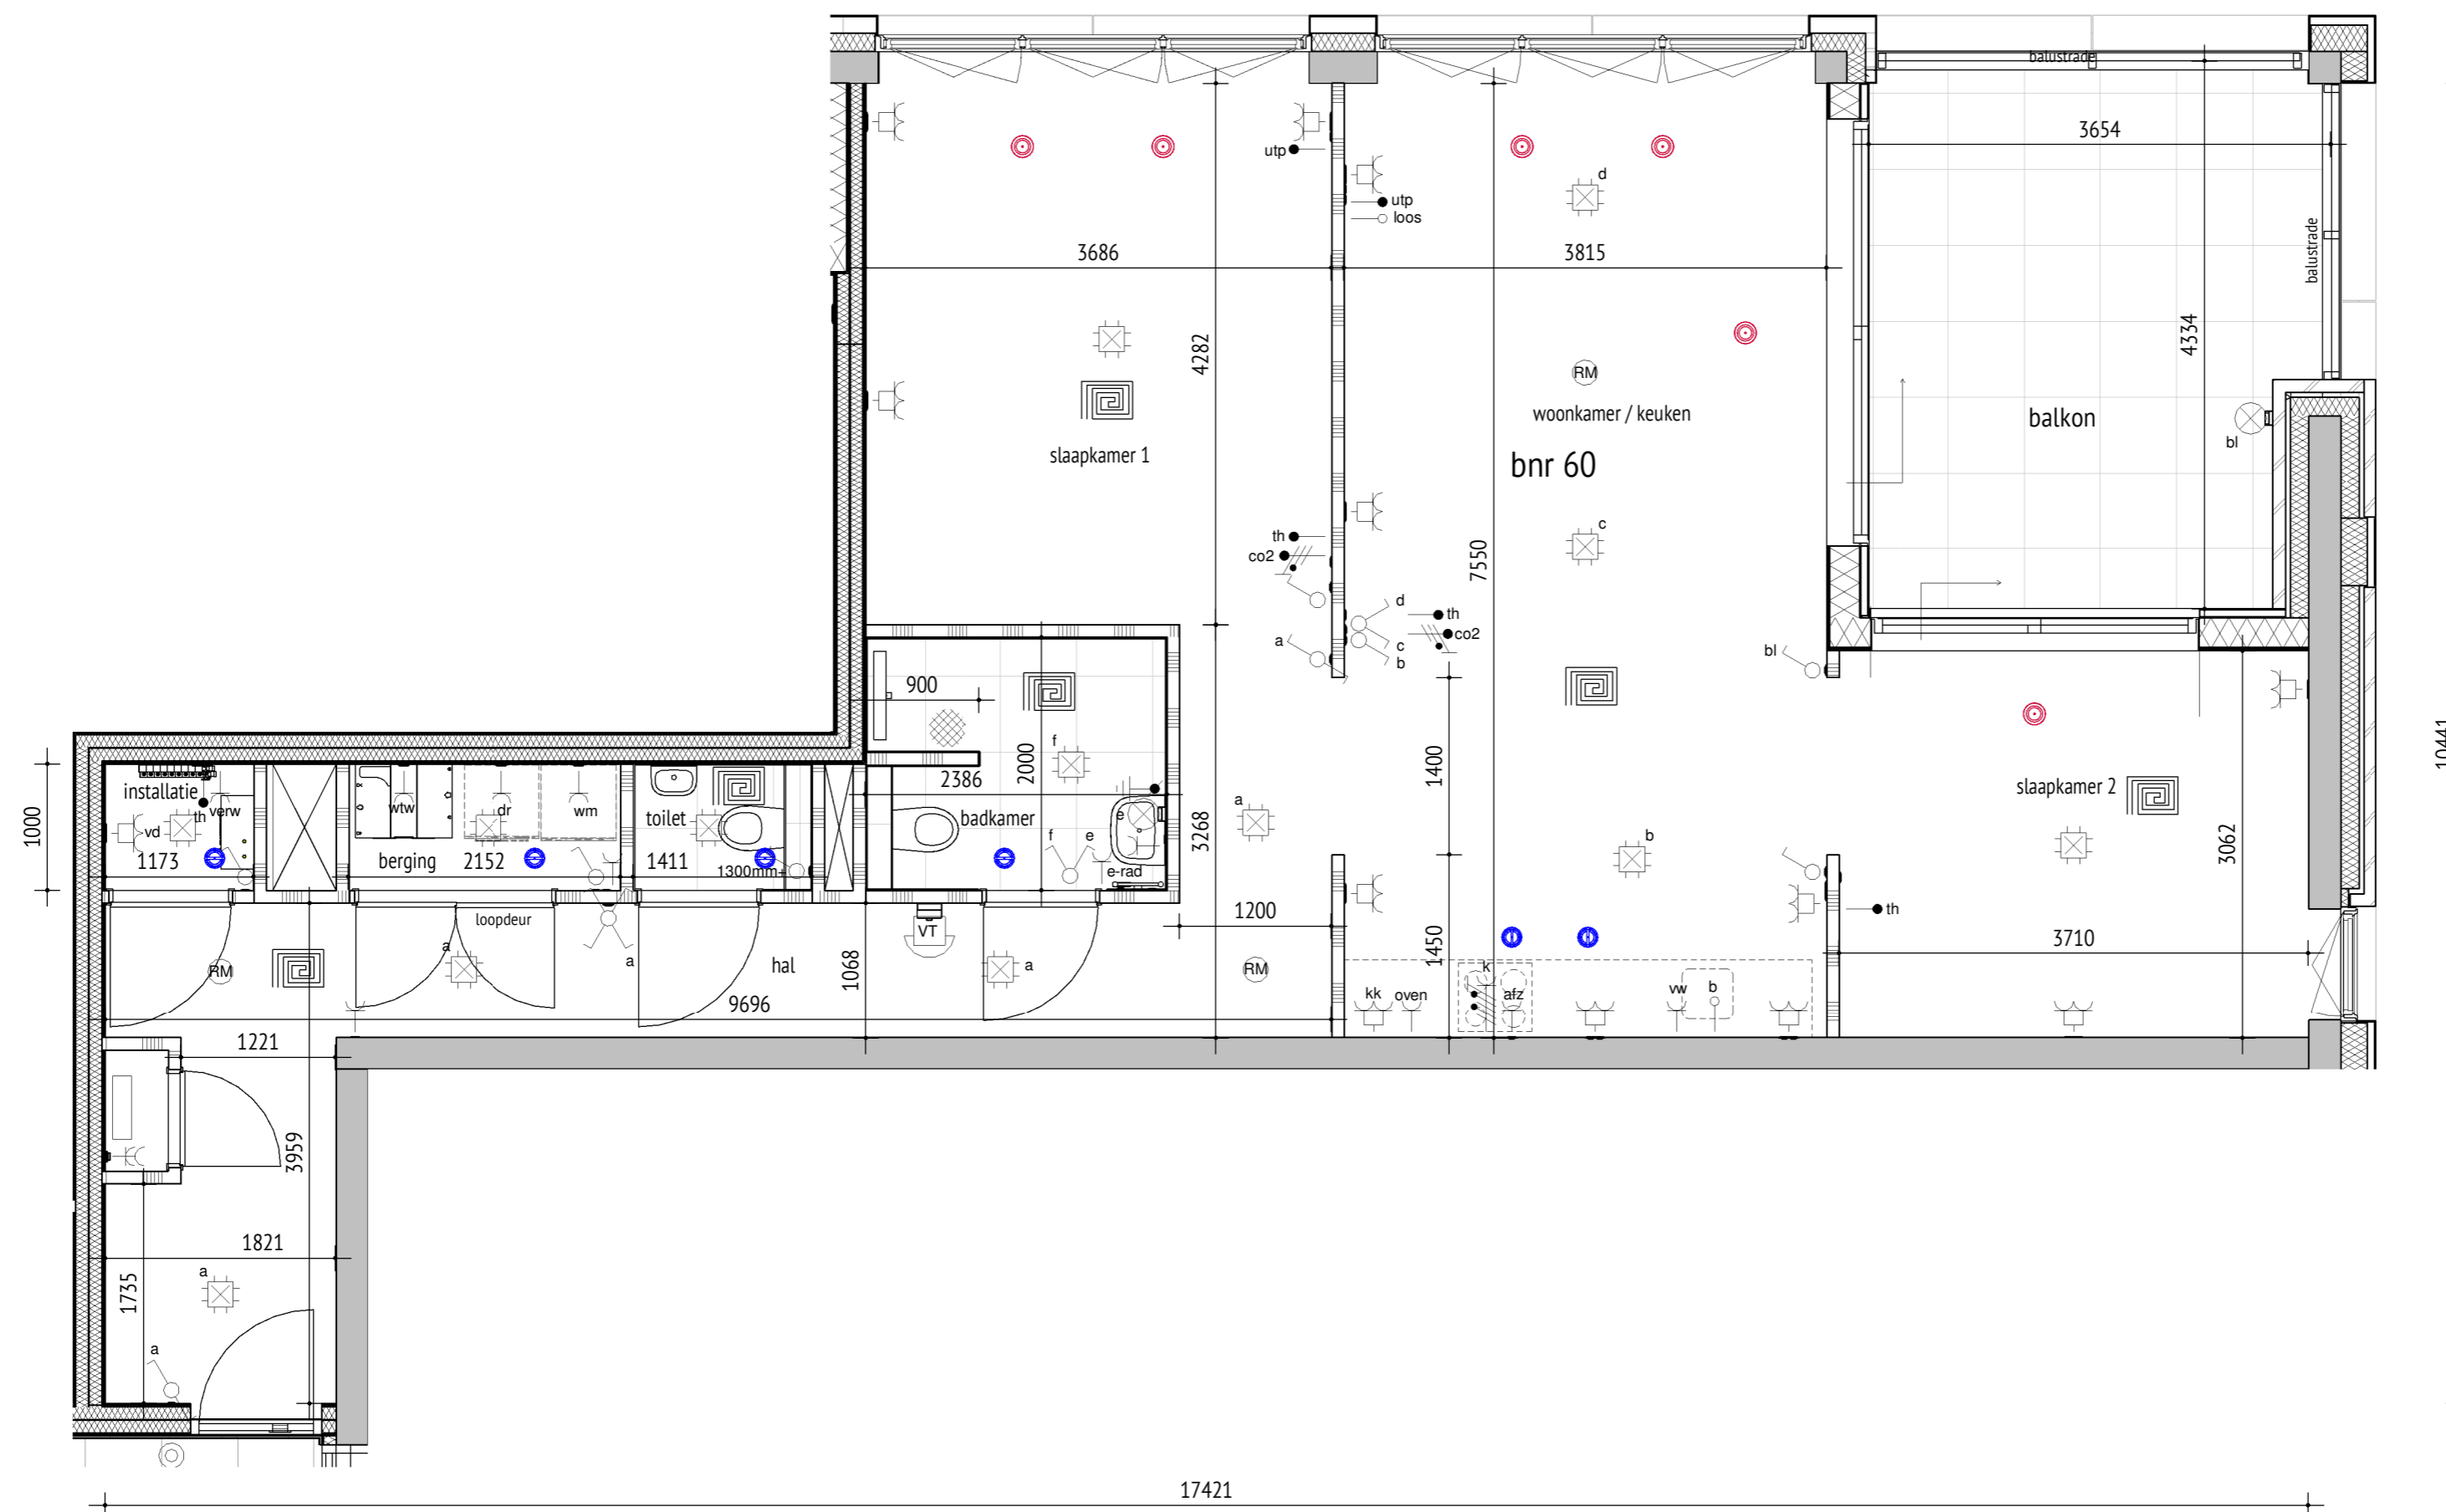 balustrade
3654
d
utp
utp
loos
balustrade
3686
3815
4282
4334
RM
woonkamer / keuken
balkon
bl
slaapkamer 1
bnr 60
c
th
co2
7550
d
th
a
c
co2
b
bl
900
f
2000
1400
2386
slaapkamer 2
installatie
th
verw
vd
wtw
dr
wm
toilet
badkamer
e
a
3268
b
3062
1000
1173
berging
2152
1411
1300mm+
f
e
e-rad
10441
loopdeur
a
a
VT
1200
th
RM
hal
1068
a
RM
1450
3710
k
kk
oven
afz
vw
b
9696
1221
3959
1821
1735
a
a
17421